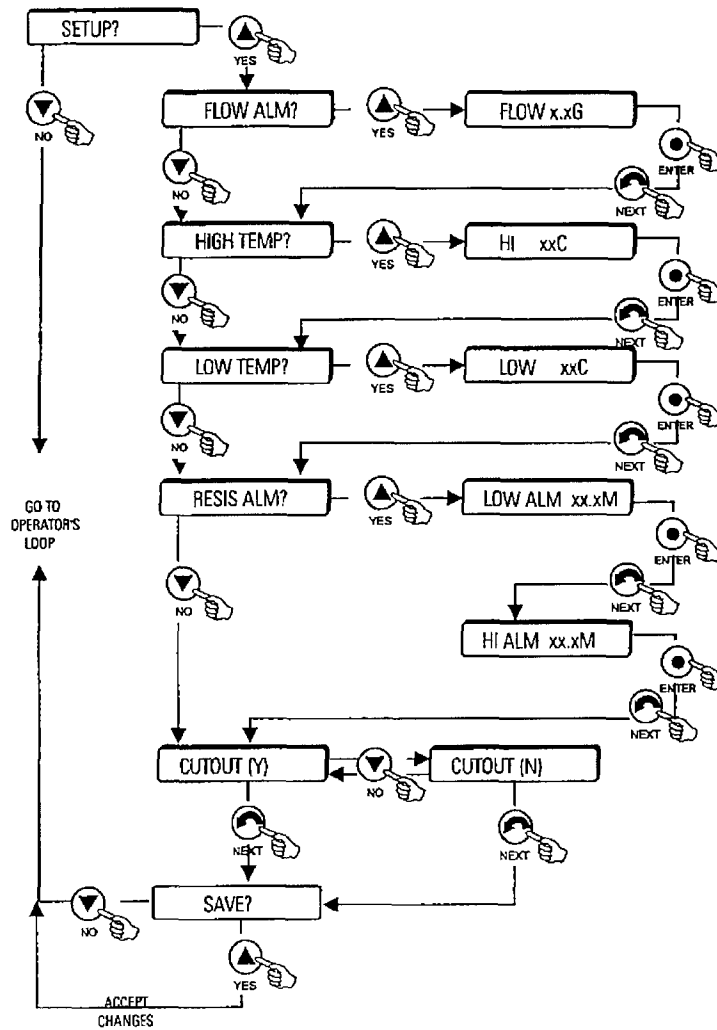 SETUP?
YES
NO
FLOW ALM?
YES
FLOW x.xG
ENTER
NO
NEXT
HIGH TEMP?
YES
HI xxC
ENTER
NO
NEXT
LOW TEMP?
YES
LOW xxC
ENTER
NO
NEXT
RESIS ALM?
YES
LOW ALM xx.xM
ENTER
GO TO
OPERATOR'S
LOOP
NO
NEXT
HI ALM xx.xM
ENTER
NEXT
CUTOUT (Y)
NO
CUTOUT (N)
NEXT
NEXT
SAVE?
NO
YES
ACCEPT
CHANGES